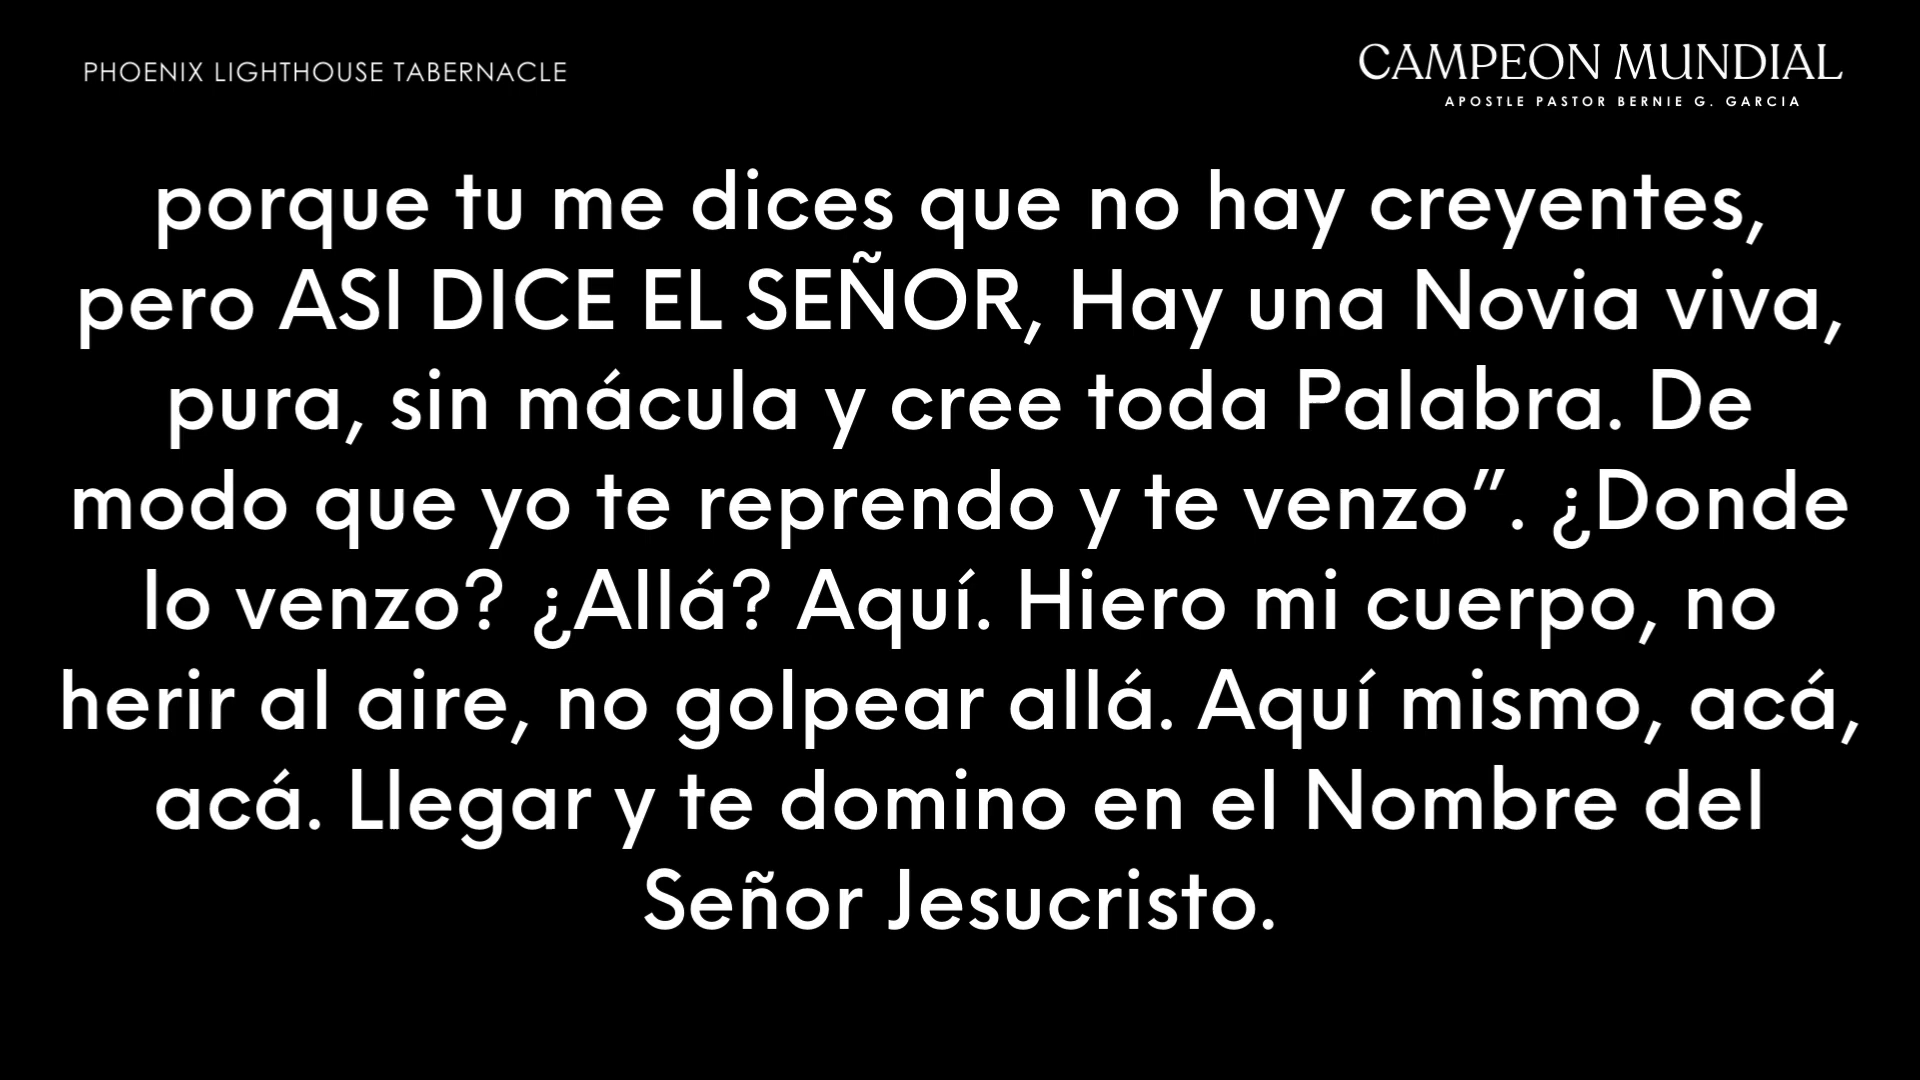 PHOENIX LIGHTHOUSE TABERNACLE
CAMPEON MUNDIAL
APOSTLE PASTOR BERNIE G. GARCIA
porque tu me dices que no hay creyentes,
pero ASI DICE EL SEÑOR, Hay una Novia viva,
pura, sin mácula y cree toda Palabra. De
modo que yo te reprendo y te venzo”. ¿Donde
lo venzo? ¿Allá? Aquí. Hiero mi cuerpo, no
herir al aire, no golpear allá. Aquí mismo, acá,
acá. Llegar y te domino en el Nombre del
Señor Jesucristo.